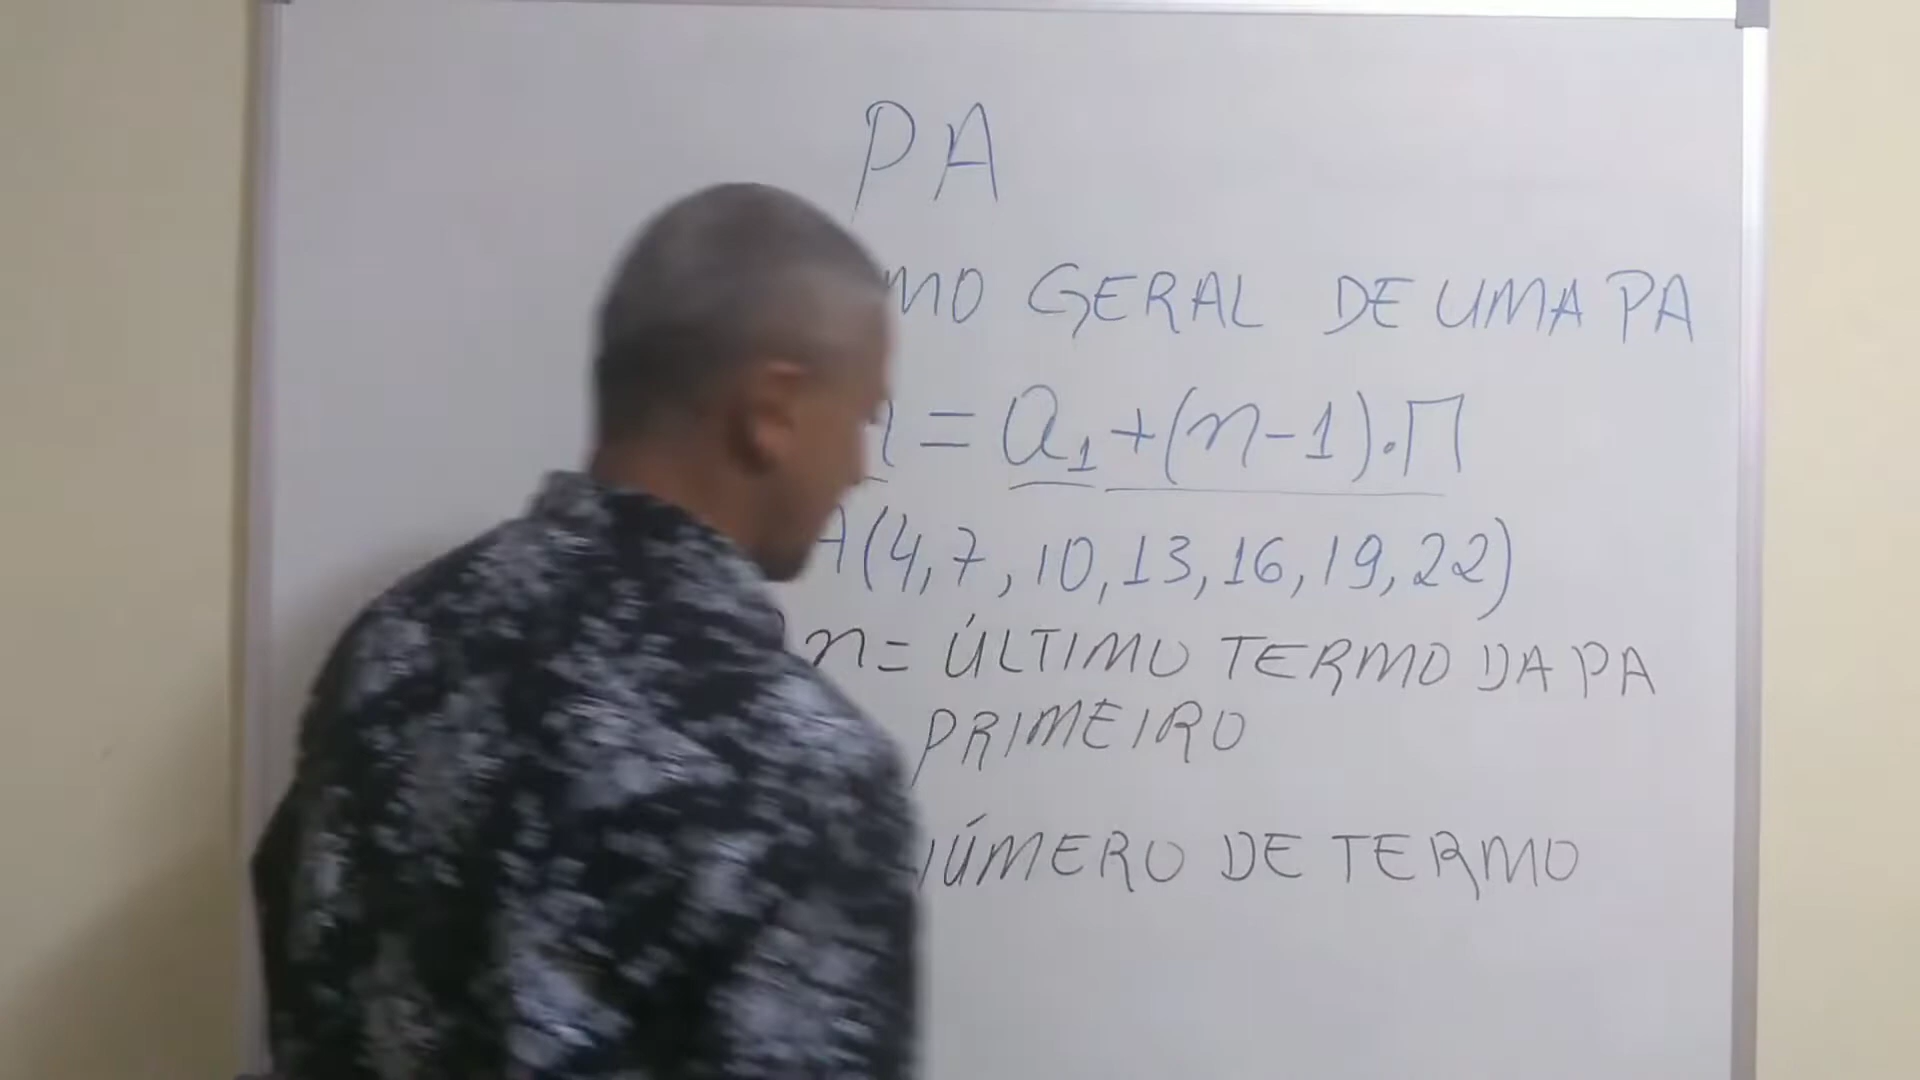 PA
MO GERAL DE UMA PA
= a₁ + (n-1).r
A(4,7,10,13,16,19,22)
n = ÚLTIMO TERMO DA PA
PRIMEIRO
NÚMERO DE TERMO